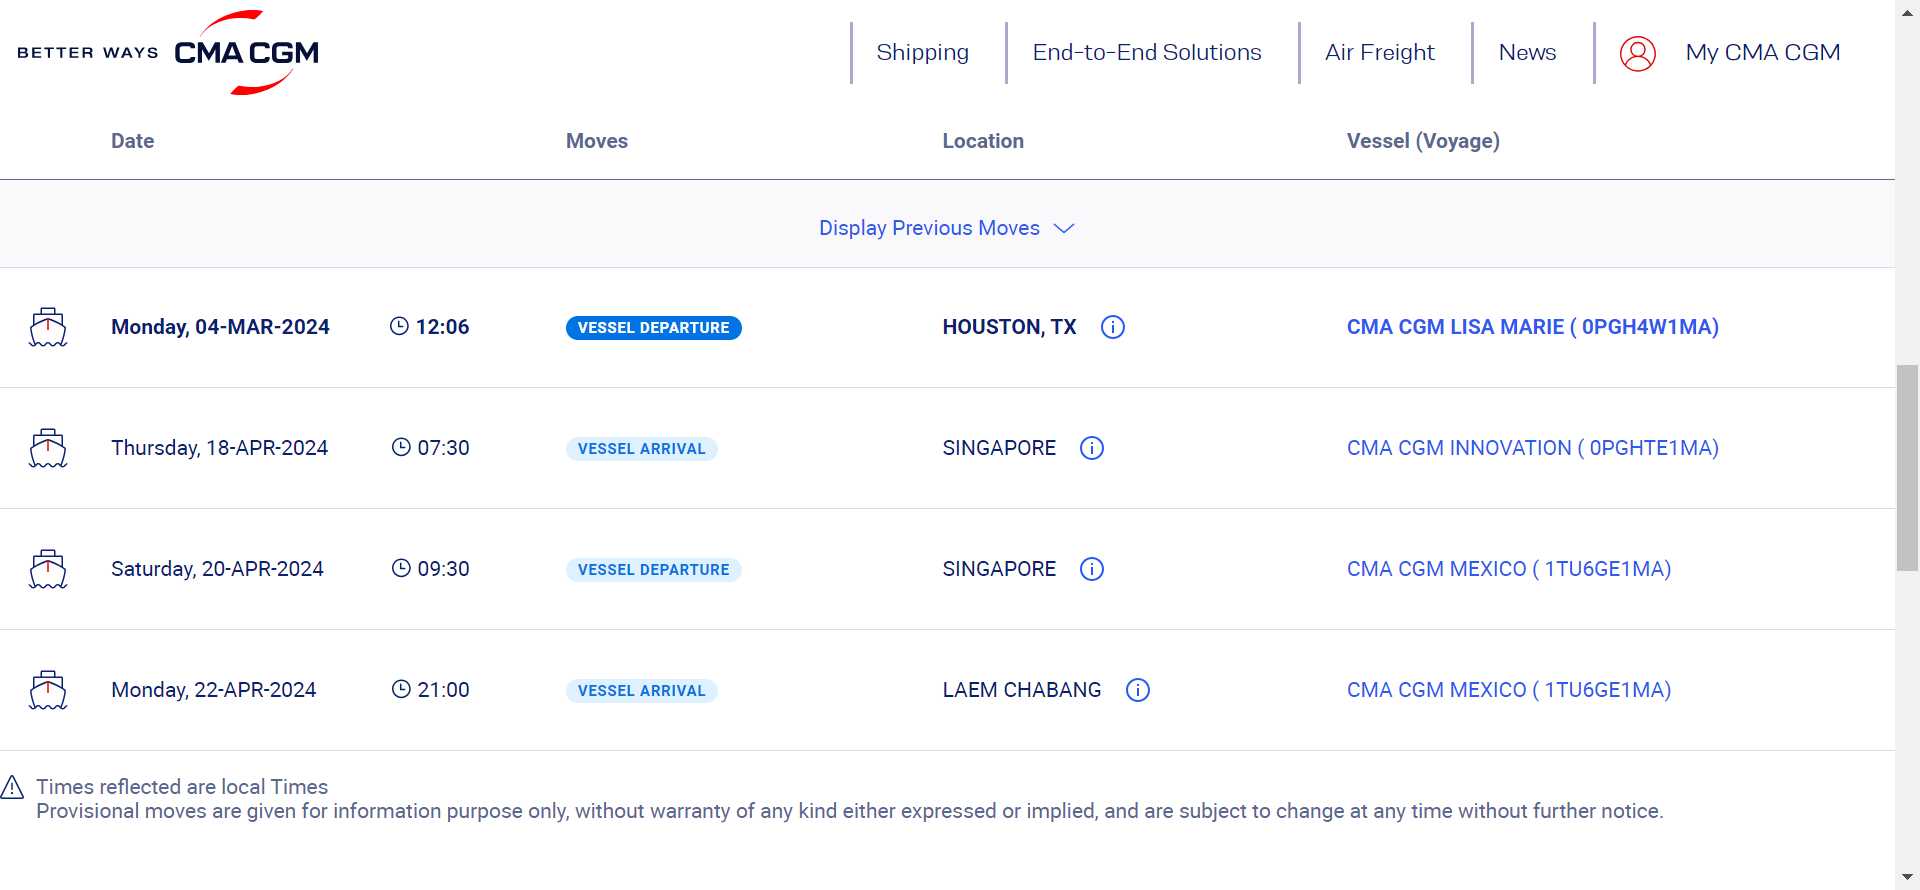 BETTER WAYS CMA CGM Shipping End-to-End Solutions Air Freight News My CMA CGM
Date Moves Location Vessel (Voyage)
Display Previous Moves
Monday, 04-MAR-2024 12:06 VESSEL DEPARTURE HOUSTON, TX CMA CGM LISA MARIE ( 0PGH4W1MA)
Thursday, 18-APR-2024 07:30 VESSEL ARRIVAL SINGAPORE CMA CGM INNOVATION ( 0PGHTE1MA)
Saturday, 20-APR-2024 09:30 VESSEL DEPARTURE SINGAPORE CMA CGM MEXICO ( 1TU6GE1MA)
Monday, 22-APR-2024 21:00 VESSEL ARRIVAL LAEM CHABANG CMA CGM MEXICO ( 1TU6GE1MA)
Times reflected are local Times
Provisional moves are given for information purpose only, without warranty of any kind either expressed or implied, and are subject to change at any time without further notice.